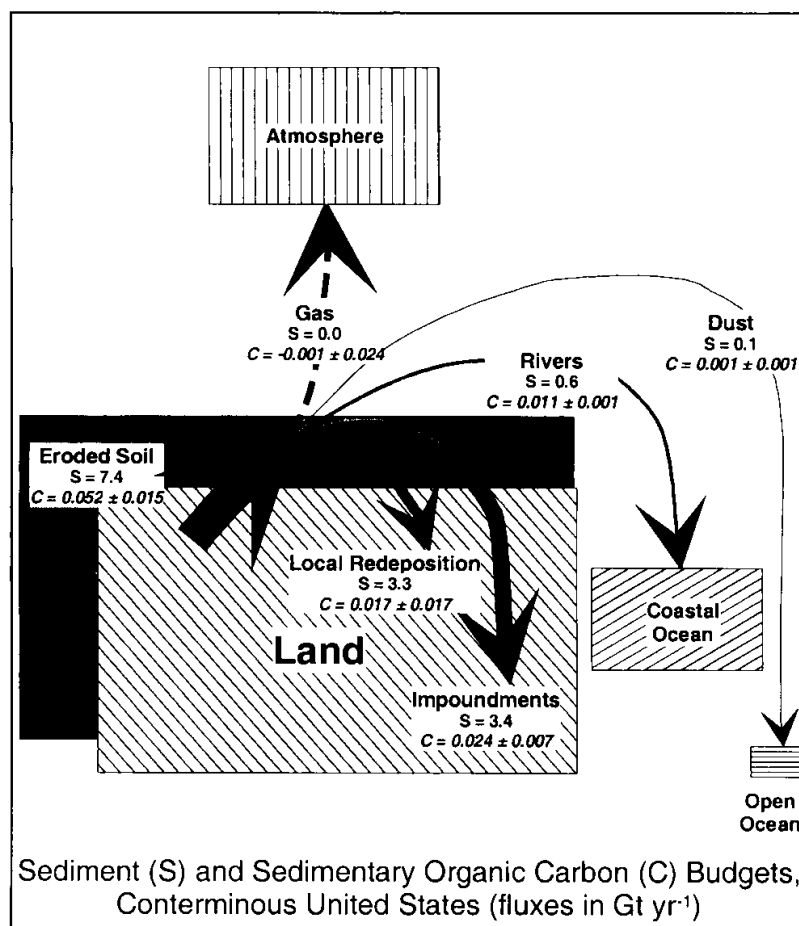 Atmosphere
Gas
S = 0.0
C = -0.001 ± 0.024
Dust
S = 0.1
C = 0.001 ± 0.001
Rivers
S = 0.6
C = 0.011 ± 0.001
Eroded Soil
S = 7.4
C = 0.052 ± 0.015
Local Redeposition
S = 3.3
C = 0.017 ± 0.017
Land
Impoundments
S = 3.4
C = 0.024 ± 0.007
Coastal
Ocean
Open
Ocean
Sediment (S) and Sedimentary Organic Carbon (C) Budgets,
Conterminous United States (fluxes in Gt yr⁻¹)